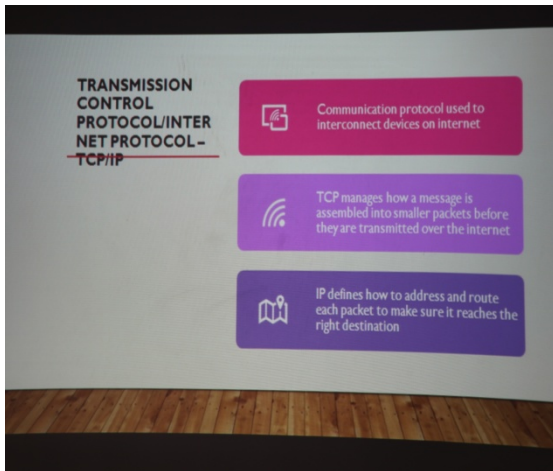 TRANSMISSION
CONTROL
PROTOCOL/INTER
NET PROTOCOL –
TCP/IP
Communication protocol used to
interconnect devices on internet
TCP manages how a message is
assembled into smaller packets before
they are transmitted over the internet
IP defines how to address and route
each packet to make sure it reaches the
right destination